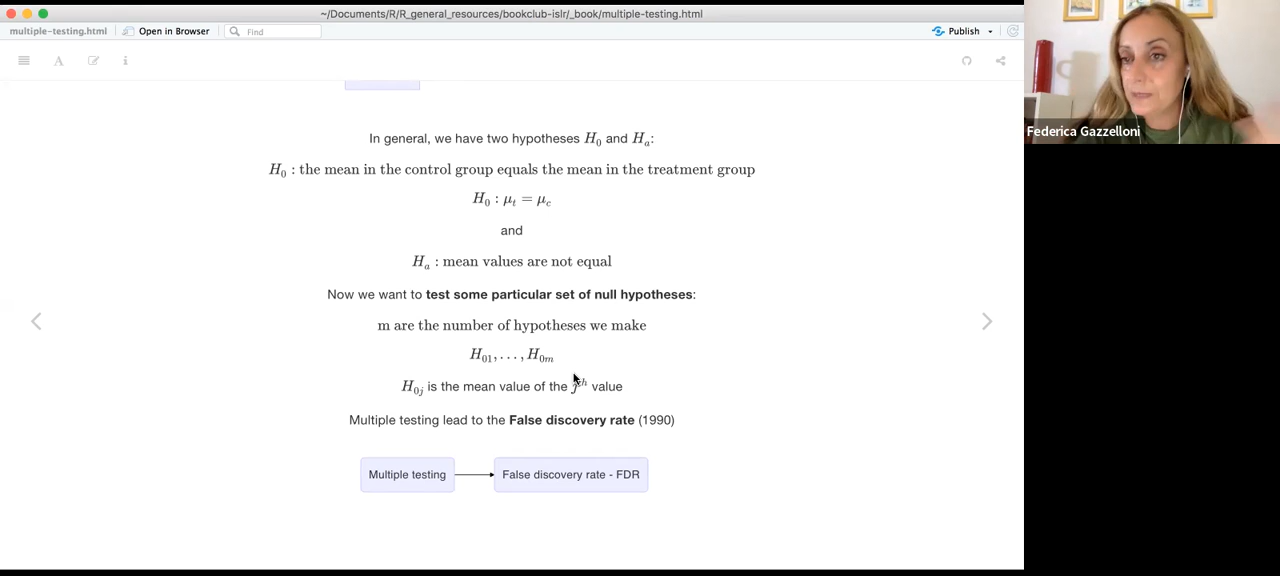 ~/Documents/R/R_general_resources/bookclub-islr/_book/multiple-testing.html
multiple-testing.html Open in Browser Find Publish
A i
In general, we have two hypotheses H₀ and Hₐ:
H₀ : the mean in the control group equals the mean in the treatment group
H₀ : μₜ = μ_c
and
Hₐ : mean values are not equal
Now we want to test some particular set of null hypotheses:
m are the number of hypotheses we make
H₀₁, . . . , H₀ₘ
H₀ⱼ is the mean value of the jᵗʰ value
Multiple testing lead to the False discovery rate (1990)
Multiple testing False discovery rate - FDR
Federica Gazzelloni